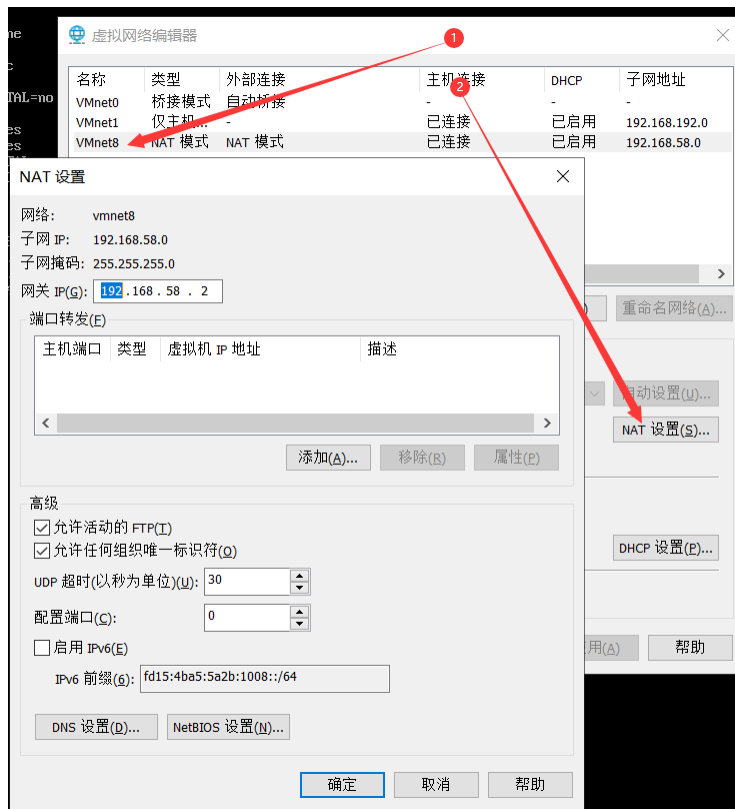 me
虚拟网络编辑器
1
名称 类型 外部连接 主机连接 DHCP 子网地址
2
TAL=no
VMnet0 桥接模式 自动桥接 - - -
VMnet1 仅主机... - 已连接 已启用 192.168.192.0
es
VMnet8 NAT 模式 NAT 模式 已连接 已启用 192.168.58.0
es
NAT 设置
网络: vmnet8
子网 IP: 192.168.58.0
子网掩码: 255.255.255.0
网关 IP(G): 192.168.58 . 2
重命名网络(A)...
端口转发(F)
主机端口 类型 虚拟机 IP 地址 描述
自动设置(U)...
NAT 设置(S)...
添加(A)... 移除(R) 属性(P)
高级
允许活动的 FTP(T)
允许任何组织唯一标识符(O)
DHCP 设置(P)...
UDP 超时(以秒为单位)(U): 30
配置端口(C): 0
启用 IPv6(E)
用(A) 帮助
IPv6 前缀(6): fd15:4ba5:5a2b:1008::/64
DNS 设置(D)... NetBIOS 设置(N)...
确定 取消 帮助